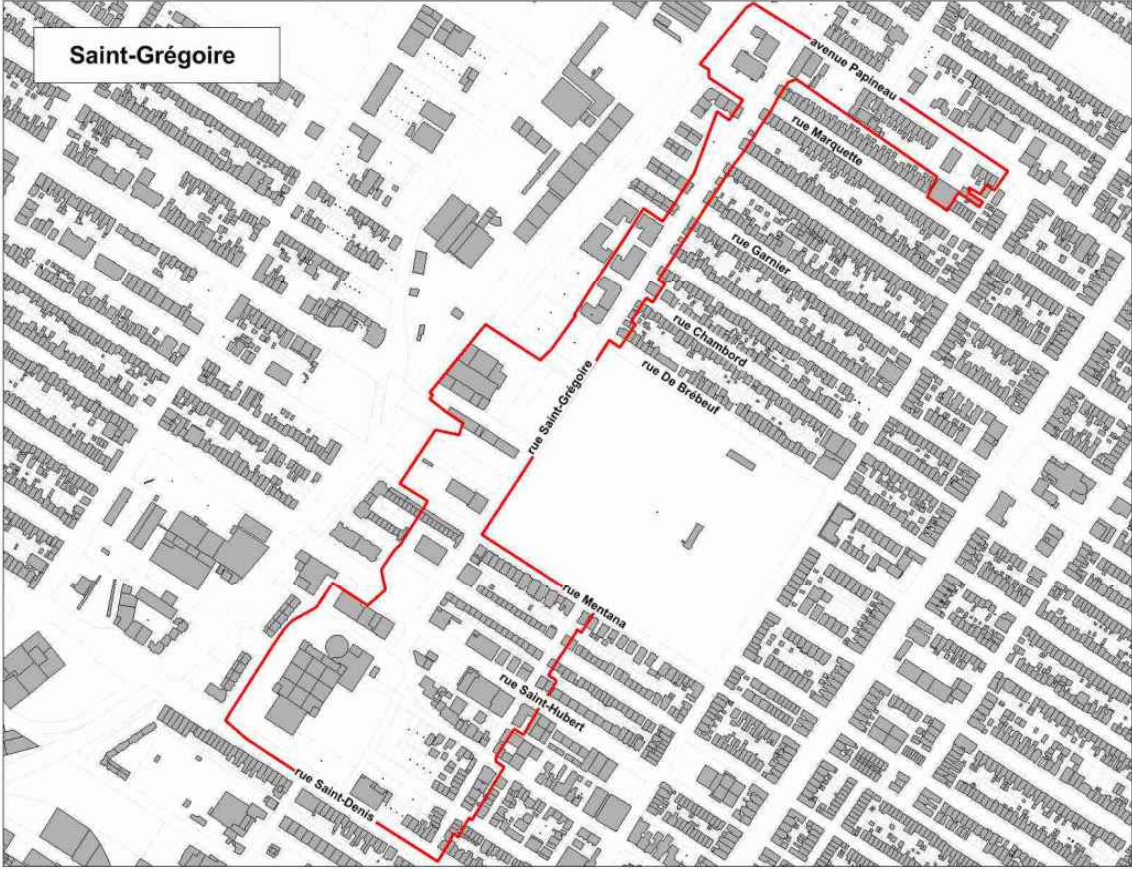 Saint-Grégoire
avenue Papineau
rue Marquette
rue Garnier
rue Chambord
rue De Brébeuf
rue Saint-Grégoire
rue Mentana
rue Saint-Hubert
rue Saint-Denis